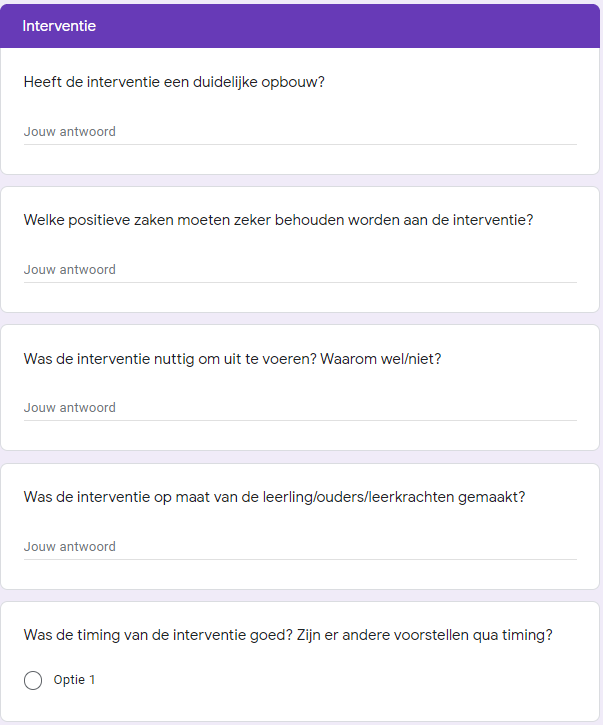 Interventie
Heeft de interventie een duidelijke opbouw?
Jouw antwoord
Welke positieve zaken moeten zeker behouden worden aan de interventie?
Jouw antwoord
Was de interventie nuttig om uit te voeren? Waarom wel/niet?
Jouw antwoord
Was de interventie op maat van de leerling/ouders/leerkrachten gemaakt?
Jouw antwoord
Was de timing van de interventie goed? Zijn er andere voorstellen qua timing?
Optie 1